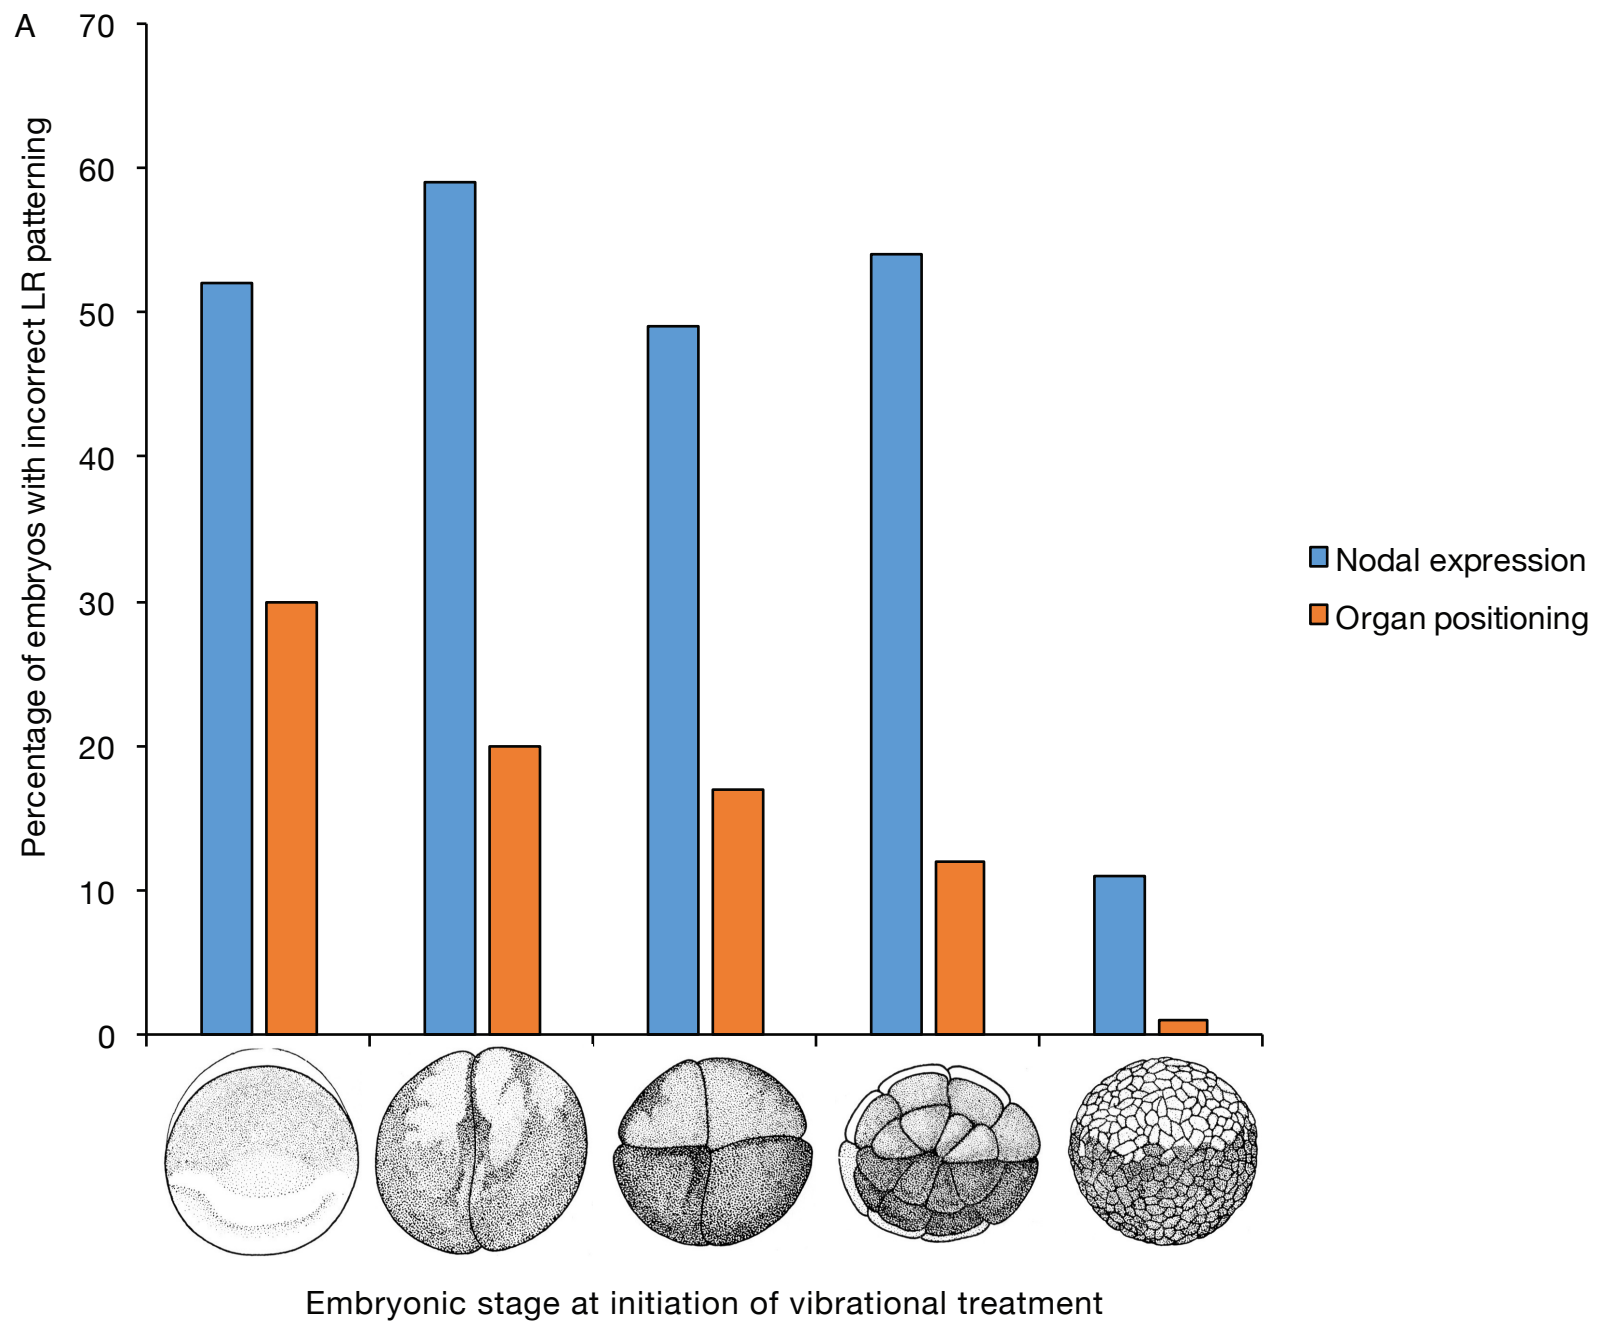 A
70
60
50
40
30
20
10
0
Percentage of embryos with incorrect LR patterning
Nodal expression
Organ positioning
Embryonic stage at initiation of vibrational treatment